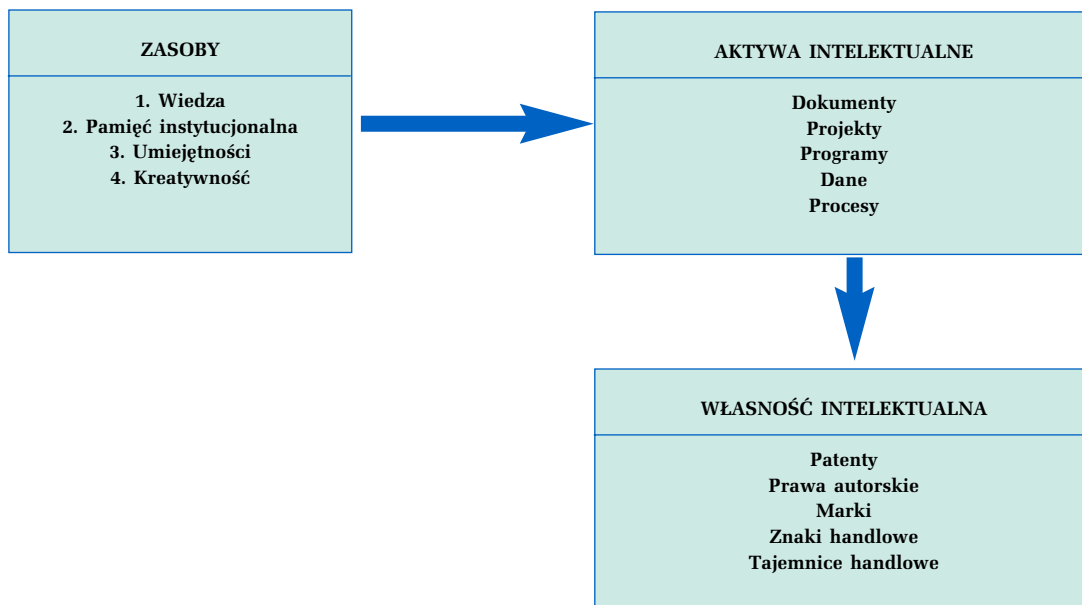 ZASOBY
1. Wiedza
2. Pamięć instytucjonalna
3. Umiejętności
4. Kreatywność
AKTYWA INTELEKTUALNE
Dokumenty
Projekty
Programy
Dane
Procesy
WŁASNOŚĆ INTELEKTUALNA
Patenty
Prawa autorskie
Marki
Znaki handlowe
Tajemnice handlowe